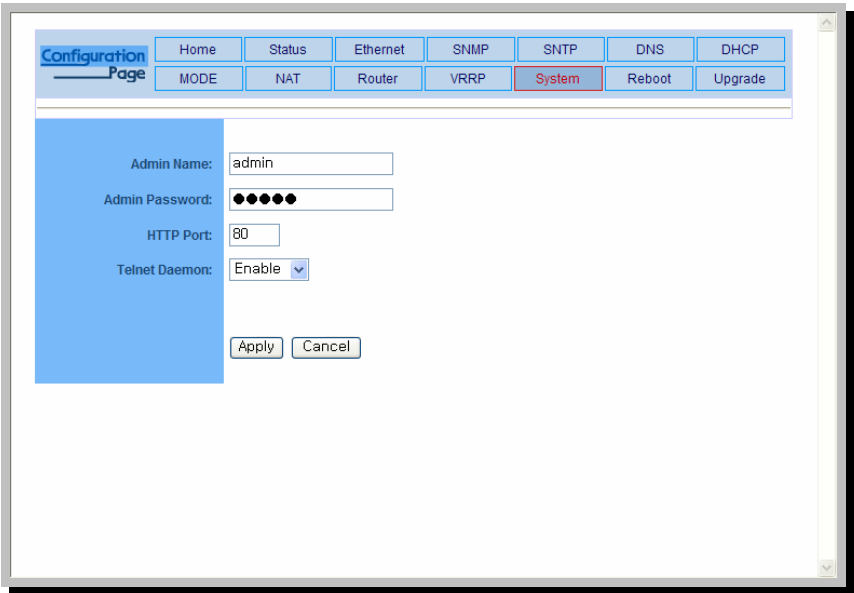 Configuration Page
Home Status Ethernet SNMP SNTP DNS DHCP
MODE NAT Router VRRP System Reboot Upgrade
Admin Name: admin
Admin Password: ●●●●●
HTTP Port: 80
Telnet Daemon: Enable
Apply Cancel